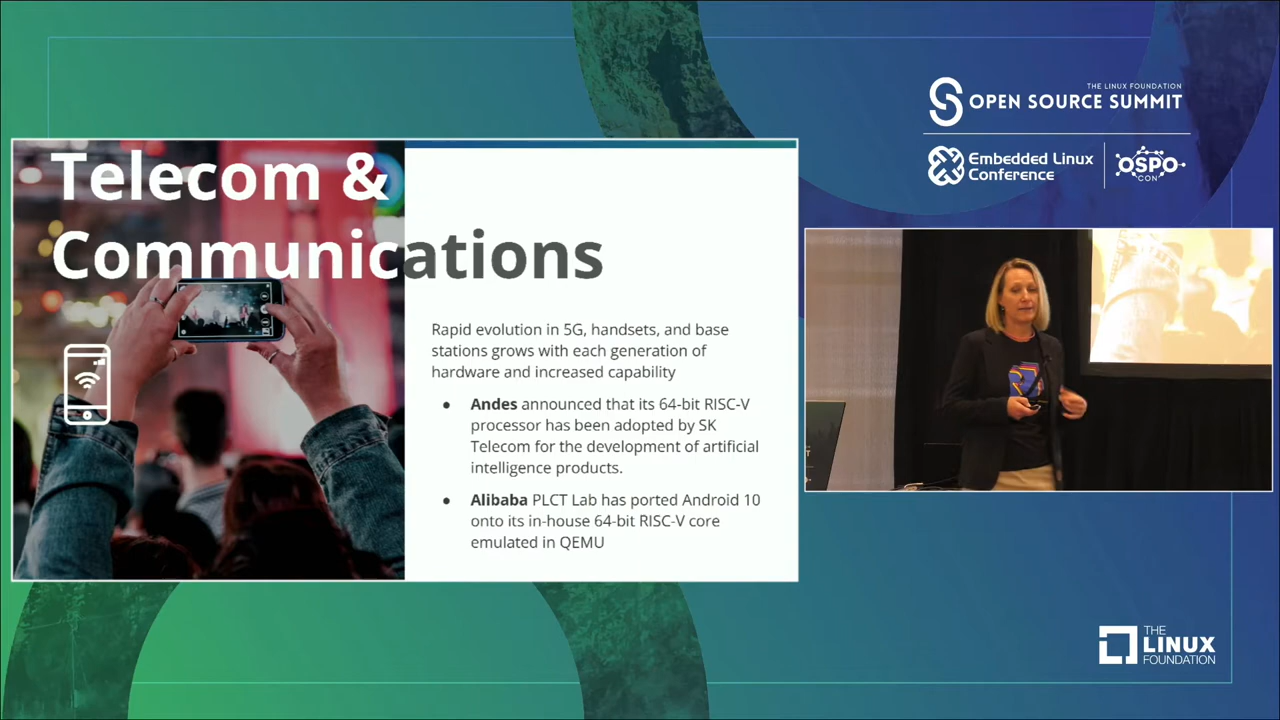 THE LINUX FOUNDATION
OPEN SOURCE SUMMIT
Embedded Linux
Conference
OSPO
CON
Telecom &
Communications
Rapid evolution in 5G, handsets, and base
stations grows with each generation of
hardware and increased capability
● Andes announced that its 64-bit RISC-V
processor has been adopted by SK
Telecom for the development of artificial
intelligence products.
● Alibaba PLCT Lab has ported Android 10
onto its in-house 64-bit RISC-V core
emulated in QEMU
THE
LINUX
FOUNDATION